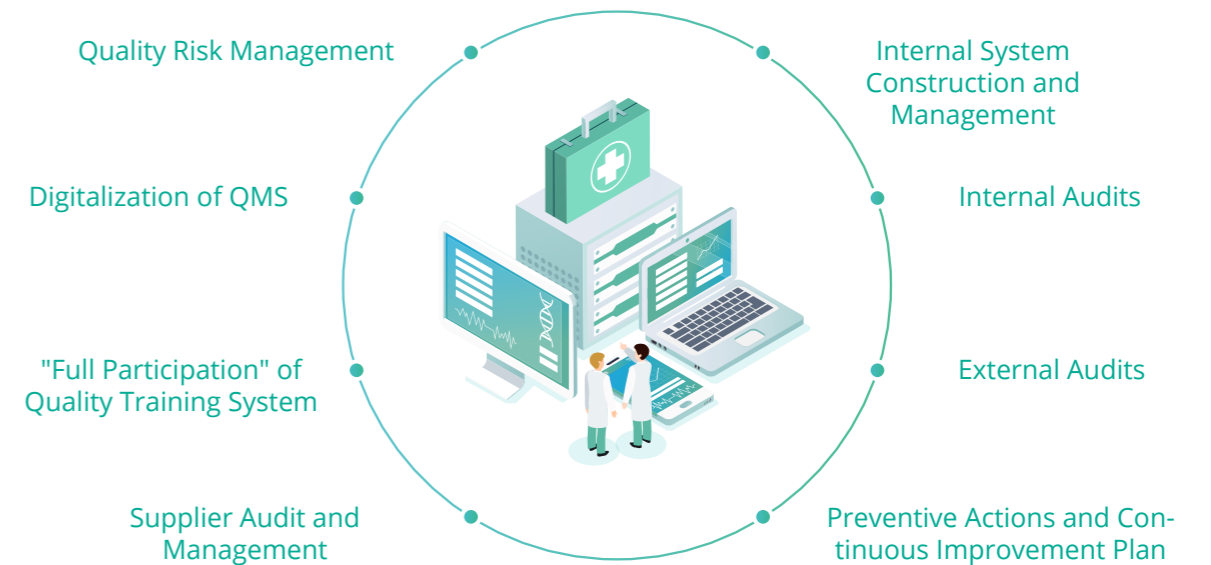 Quality Risk Management
Internal System
Construction and
Management
Digitalization of QMS
Internal Audits
"Full Participation" of
Quality Training System
External Audits
Supplier Audit and
Management
Preventive Actions and Con-
tinuous Improvement Plan